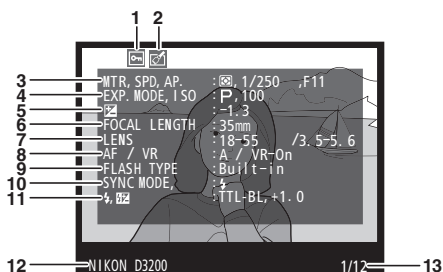 1 2
3 MTR, SPD, AP. : , 1/250 ,F11
4 EXP. MODE, ISO : P, 100
5 : -1.3
6 FOCAL LENGTH : 35mm
7 LENS : 18-55 /3.5-5.6
8 AF / VR : A / VR-On
9 FLASH TYPE : Built-in
10 SYNC MODE, :
11 , : TTL-BL, +1.0
12 NIKON D3200 1/12 13